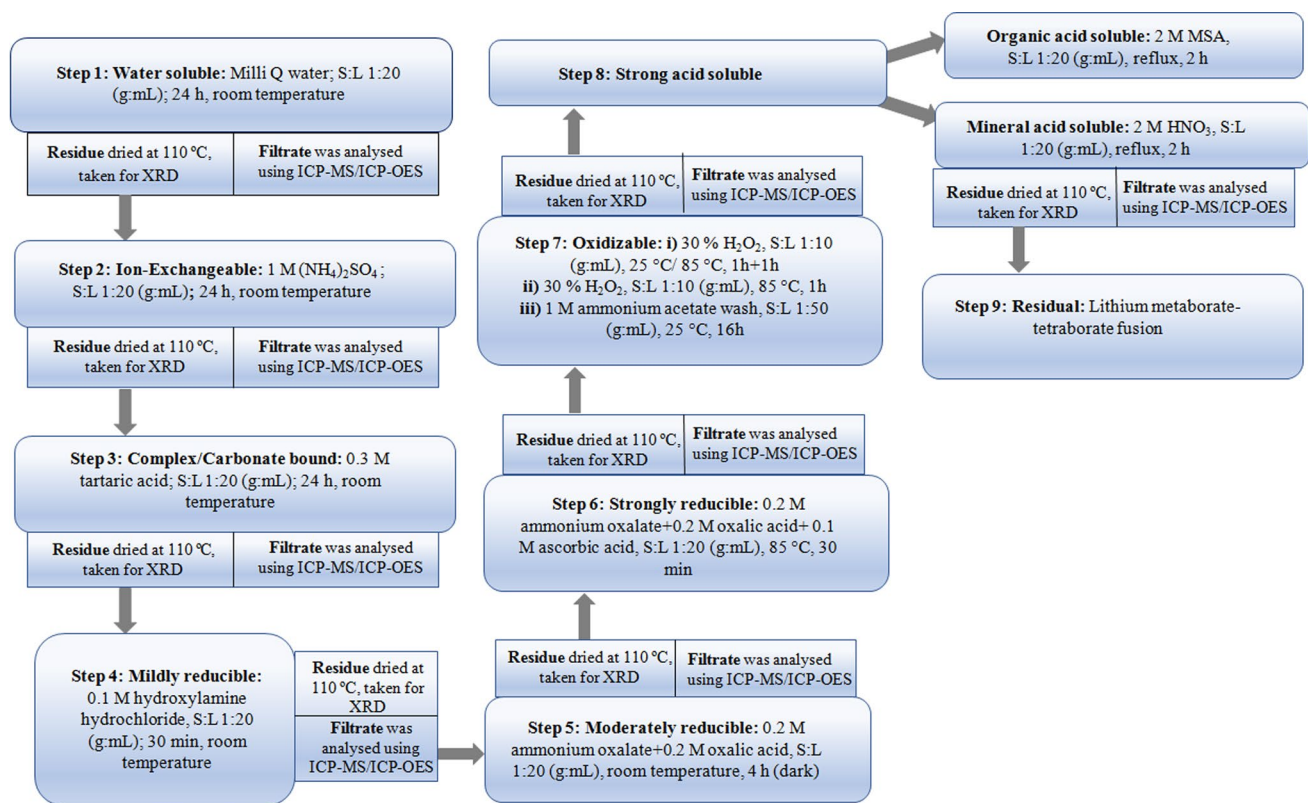 Step 1: Water soluble: Milli Q water; S:L 1:20
(g:mL); 24 h, room temperature
Residue dried at 110 °C,
taken for XRD
Filtrate was analysed
using ICP-MS/ICP-OES
Step 2: Ion-Exchangeable: 1 M (NH₄)₂SO₄ ;
S:L 1:20 (g:mL); 24 h, room temperature
Residue dried at 110 °C,
taken for XRD
Filtrate was analysed
using ICP-MS/ICP-OES
Step 3: Complex/Carbonate bound: 0.3 M
tartaric acid; S:L 1:20 (g:mL); 24 h, room
temperature
Residue dried at 110 °C,
taken for XRD
Filtrate was analysed
using ICP-MS/ICP-OES
Step 4: Mildly reducible:
0.1 M hydroxylamine
hydrochloride, S:L 1:20
(g:mL); 30 min, room
temperature
Residue dried at
110 °C, taken for
XRD
Filtrate was
analysed using
ICP-MS/ICP-OES
Step 5: Moderately reducible: 0.2 M
ammonium oxalate+0.2 M oxalic acid, S:L
1:20 (g:mL), room temperature, 4 h (dark)
Residue dried at 110 °C,
taken for XRD
Filtrate was analysed
using ICP-MS/ICP-OES
Step 6: Strongly reducible: 0.2 M
ammonium oxalate+0.2 M oxalic acid+ 0.1
M ascorbic acid, S:L 1:20 (g:mL), 85 °C, 30
min
Residue dried at 110 °C,
taken for XRD
Filtrate was analysed
using ICP-MS/ICP-OES
Step 7: Oxidizable: i) 30 % H₂O₂, S:L 1:10
(g:mL), 25 °C/ 85 °C, 1h+1h
ii) 30 % H₂O₂, S:L 1:10 (g:mL), 85 °C, 1h
iii) 1 M ammonium acetate wash, S:L 1:50
(g:mL), 25 °C, 16h
Residue dried at 110 °C,
taken for XRD
Filtrate was analysed
using ICP-MS/ICP-OES
Step 8: Strong acid soluble
Organic acid soluble: 2 M MSA,
S:L 1:20 (g:mL), reflux, 2 h
Mineral acid soluble: 2 M HNO₃, S:L
1:20 (g:mL), reflux, 2 h
Residue dried at 110 °C,
taken for XRD
Filtrate was analysed
using ICP-MS/ICP-OES
Step 9: Residual: Lithium metaborate-
tetraborate fusion